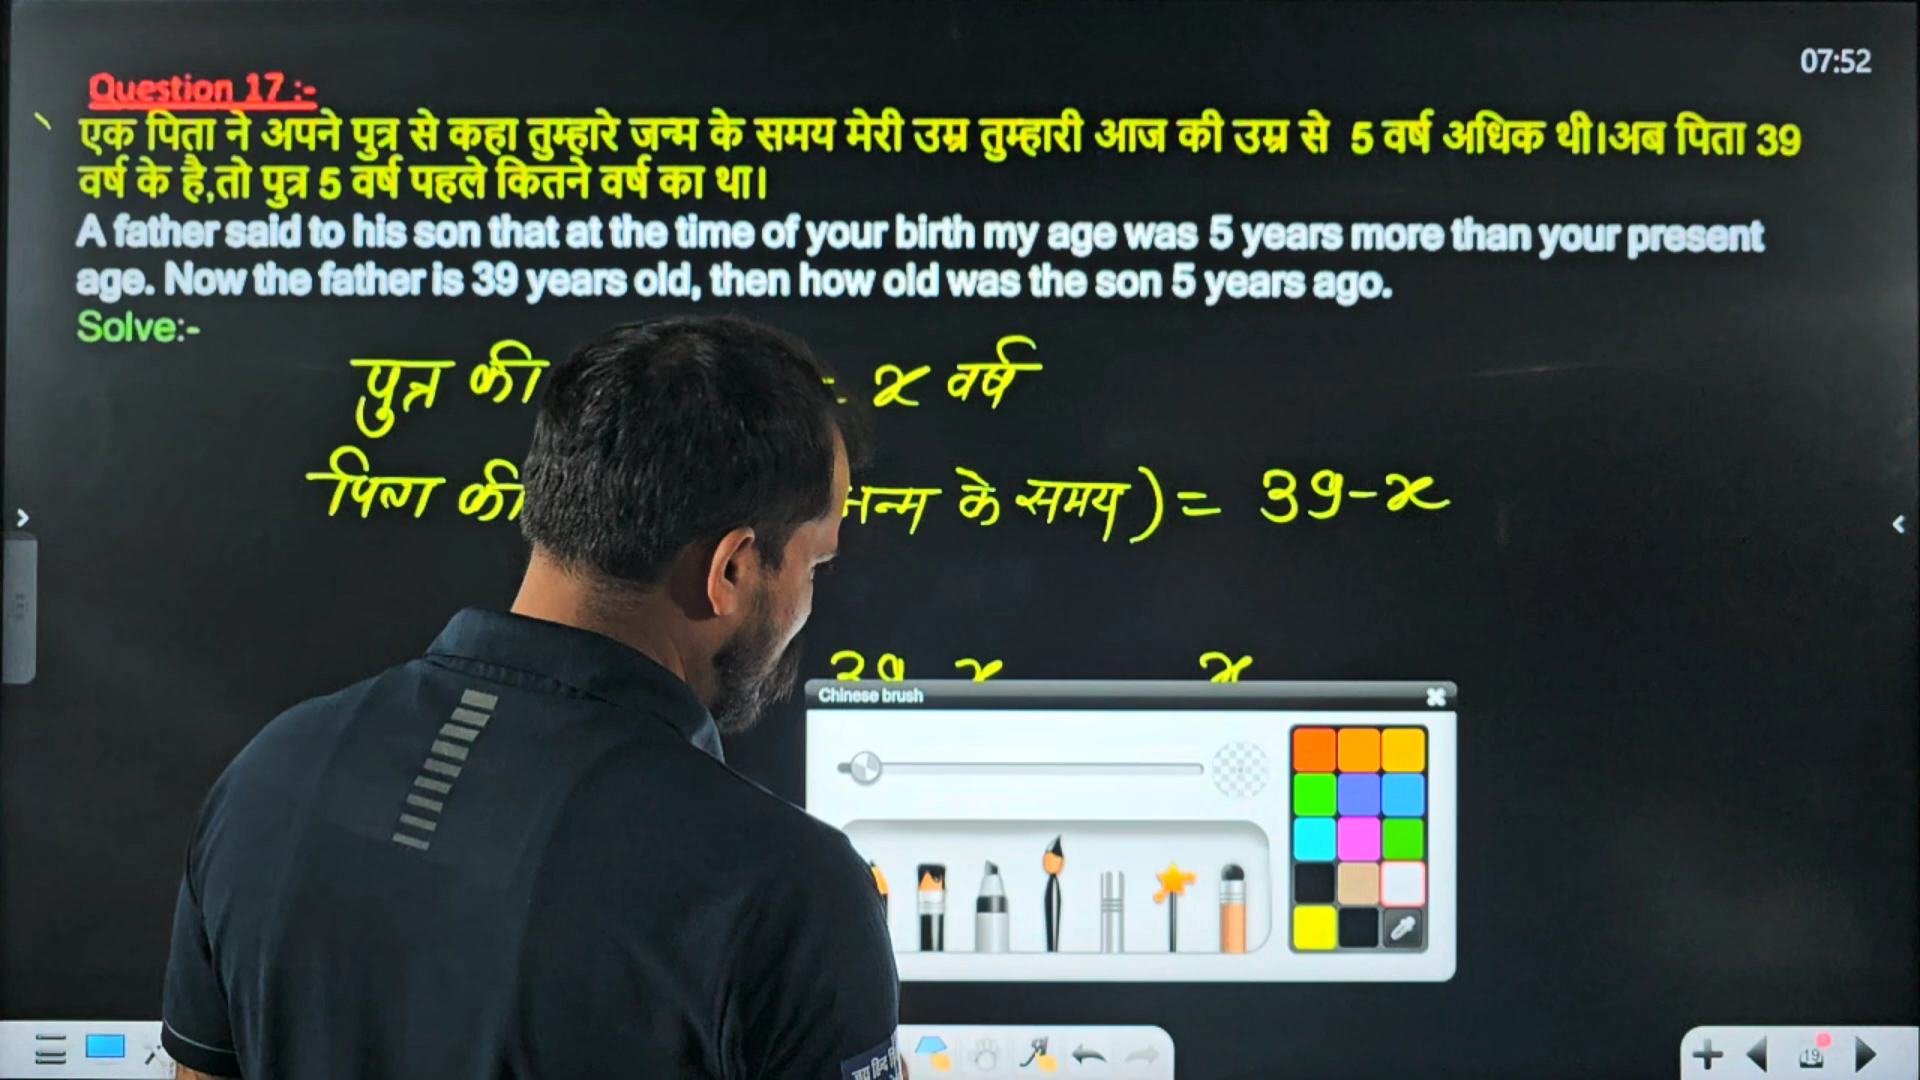 07:52
Question 17 :-
एक पिता ने अपने पुत्र से कहा तुम्हारे जन्म के समय मेरी उम्र तुम्हारी आज की उम्र से 5 वर्ष अधिक थी।अब पिता 39
वर्ष के है,तो पुत्र 5 वर्ष पहले कितने वर्ष का था।
A father said to his son that at the time of your birth my age was 5 years more than your present
age. Now the father is 39 years old, then how old was the son 5 years ago.
Solve:-
पुत्र की = x वर्ष
पिता की जन्म के समय) = 39-x
39 x x
Chinese brush
19